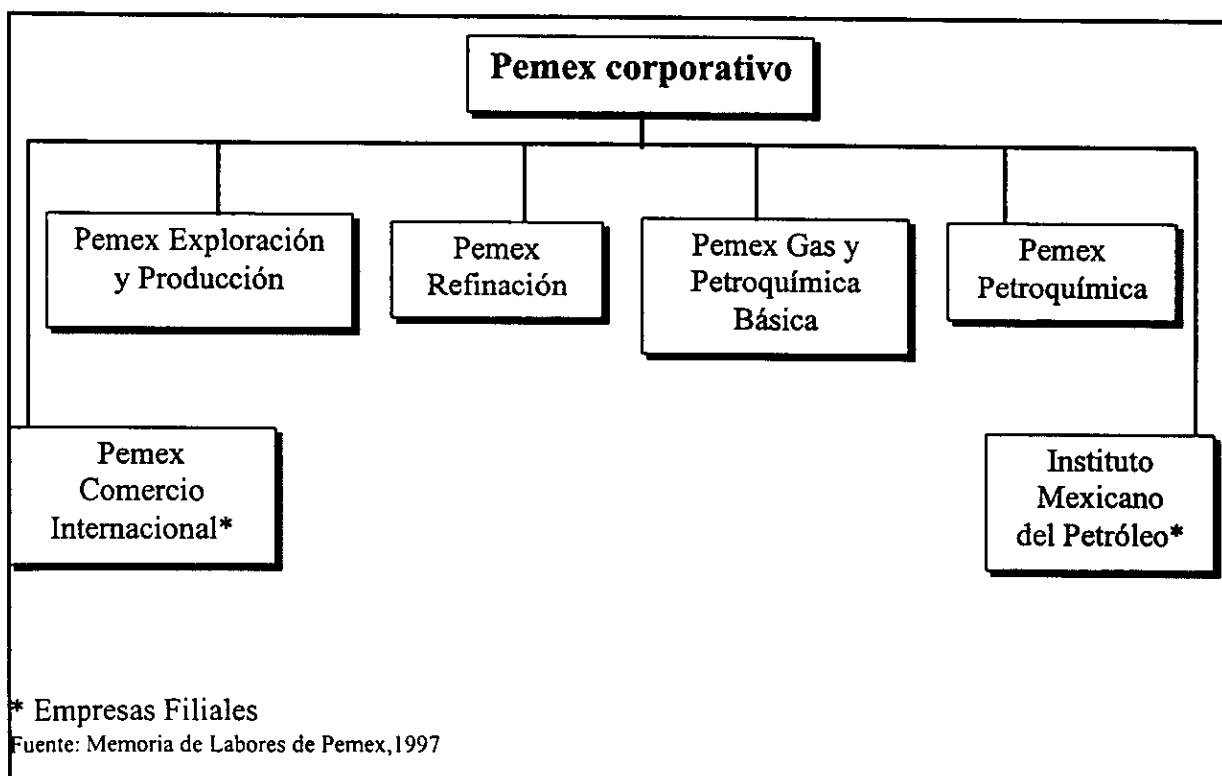 Pemex corporativo
Pemex Exploración
y Producción
Pemex
Refinación
Pemex Gas y
Petroquímica
Básica
Pemex
Petroquímica
Pemex
Comercio
Internacional*
Instituto
Mexicano
del Petróleo*
* Empresas Filiales
Fuente: Memoria de Labores de Pemex,1997